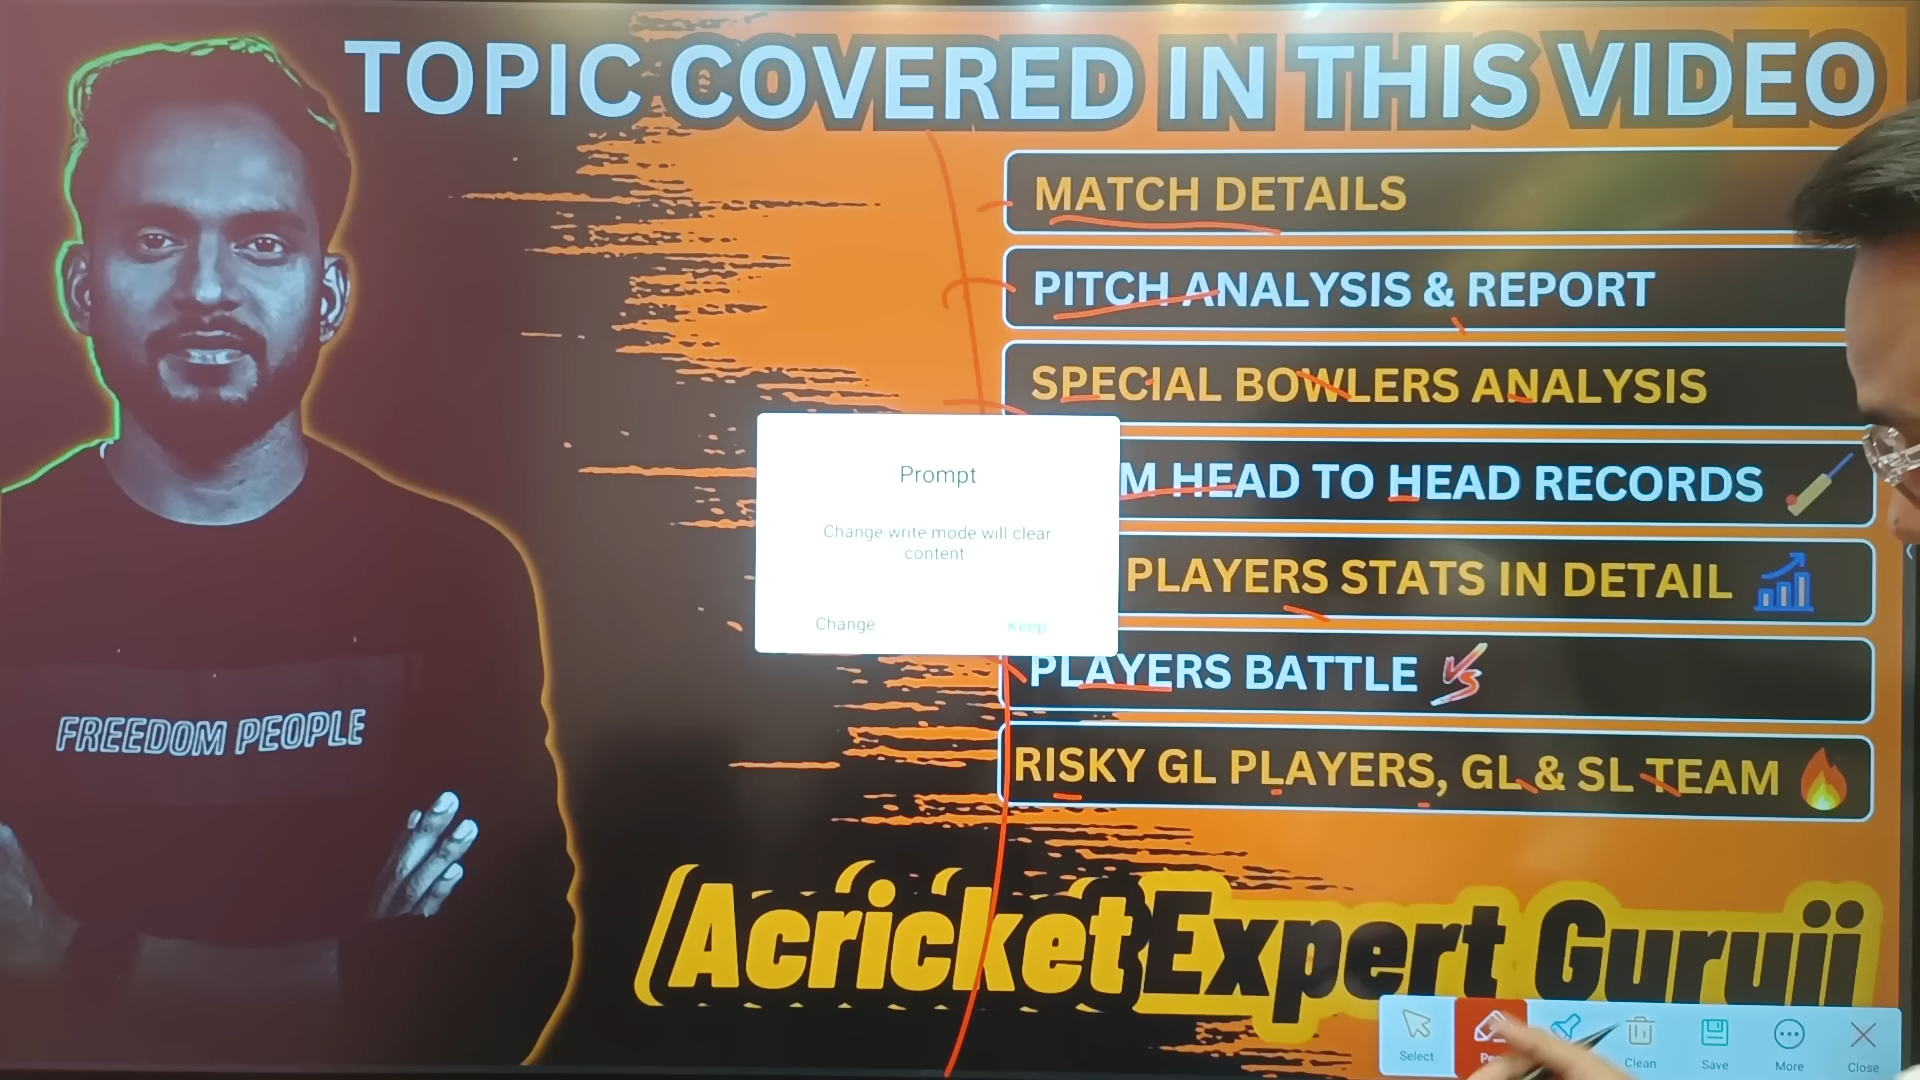 TOPIC COVERED IN THIS VIDEO
MATCH DETAILS
PITCH ANALYSIS & REPORT
SPECIAL BOWLERS ANALYSIS
M HEAD TO HEAD RECORDS
PLAYERS STATS IN DETAIL
PLAYERS BATTLE VS
RISKY GL PLAYERS, GL & SL TEAM
Prompt
Change write mode will clear
content
Change Keep
FREEDOM PEOPLE
Acricket Expert Guruji
Select Clean Save More Close